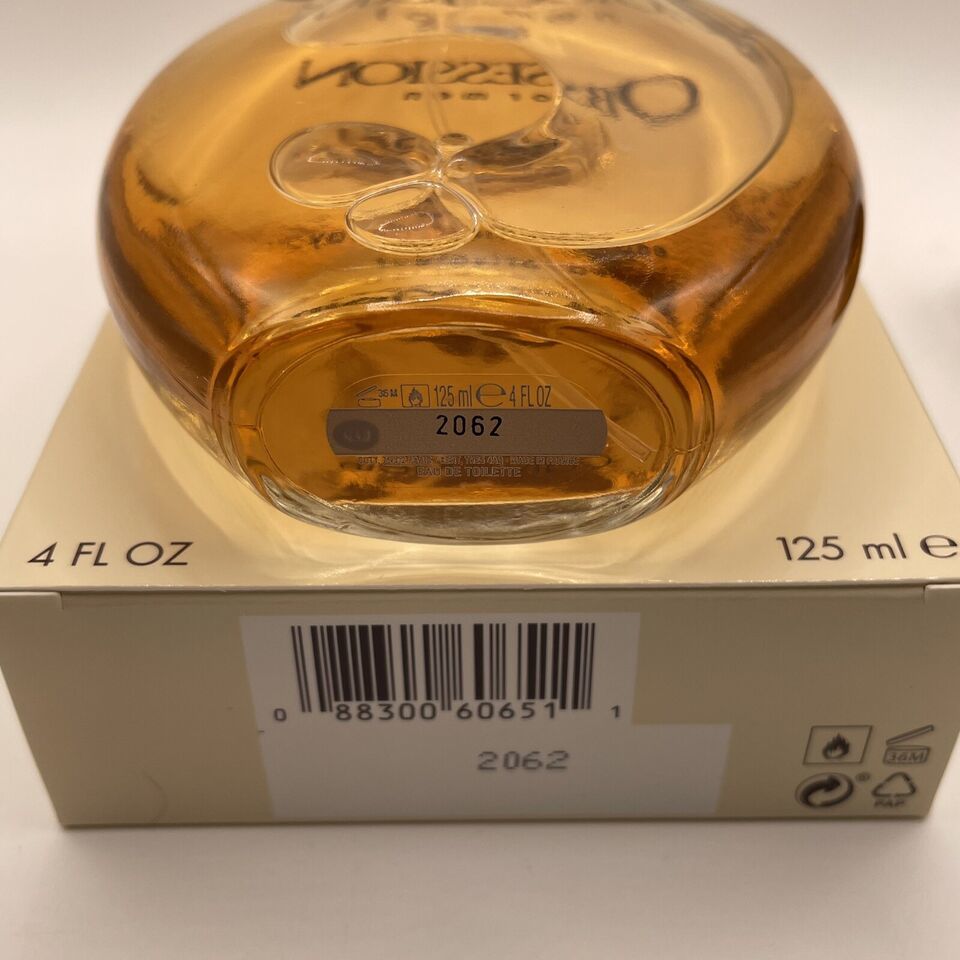 OBSESSION
for men
36M 125 ml e 4 FL OZ
2062
EAU DE TOILETTE
4 FL OZ
125 ml e
0 88300 60651 1
2062
36M
PAP